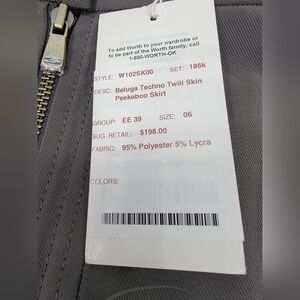 To add Worth to your wardrobe or
to be part of the Worth family, call
1-800-WORTH-OK
STYLE: W102SK00 SET: 186k
DESC: Beluga Techno Twill Skin
Peekaboo Skirt
GROUP: EE 39 SIZE: 06
SUG. RETAIL: $198.00
FABRIC: 95% Polyester 5% Lycra
COLORS: